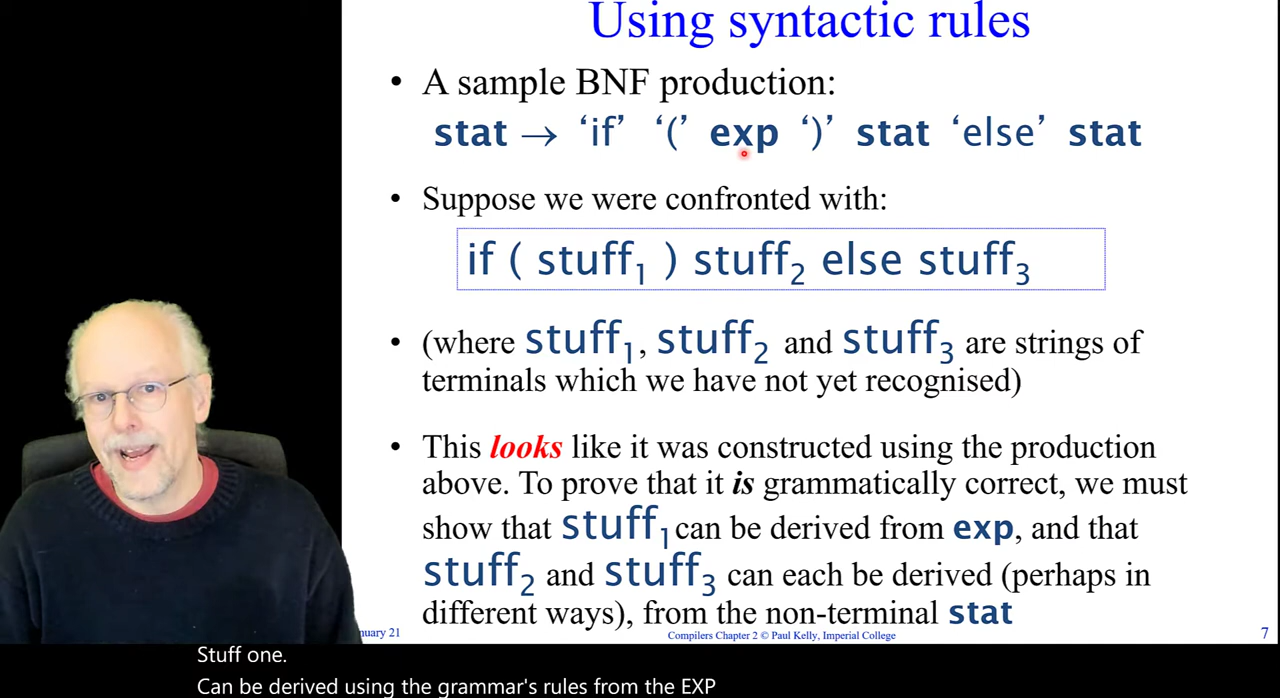 Using syntactic rules
• A sample BNF production:
stat → ‘if’ ‘(’ exp ‘)’ stat ‘else’ stat
• Suppose we were confronted with:
if ( stuff₁ ) stuff₂ else stuff₃
• (where stuff₁, stuff₂ and stuff₃ are strings of
terminals which we have not yet recognised)
• This looks like it was constructed using the production
above. To prove that it is grammatically correct, we must
show that stuff₁ can be derived from exp, and that
stuff₂ and stuff₃ can each be derived (perhaps in
different ways), from the non-terminal stat
nuary 21
Compilers Chapter 2 © Paul Kelly, Imperial College
7
Stuff one.
Can be derived using the grammar's rules from the EXP